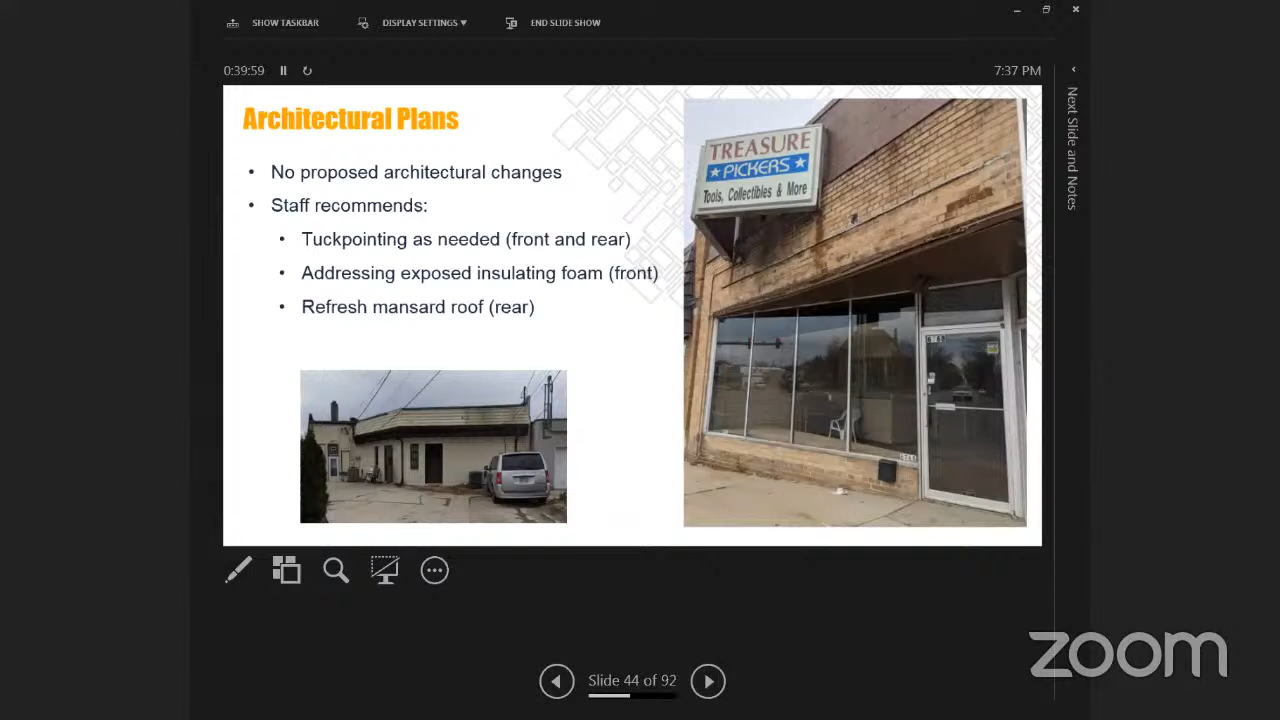 SHOW TASKBAR
DISPLAY SETTINGS ▾
END SLIDE SHOW
0:39:59
7:37 PM
Next Slide and Notes
Architectural Plans
• No proposed architectural changes
• Staff recommends:
• Tuckpointing as needed (front and rear)
• Addressing exposed insulating foam (front)
• Refresh mansard roof (rear)
TREASURE
★ PICKERS ★
Tools, Collectibles & More
Slide 44 of 92
zoom